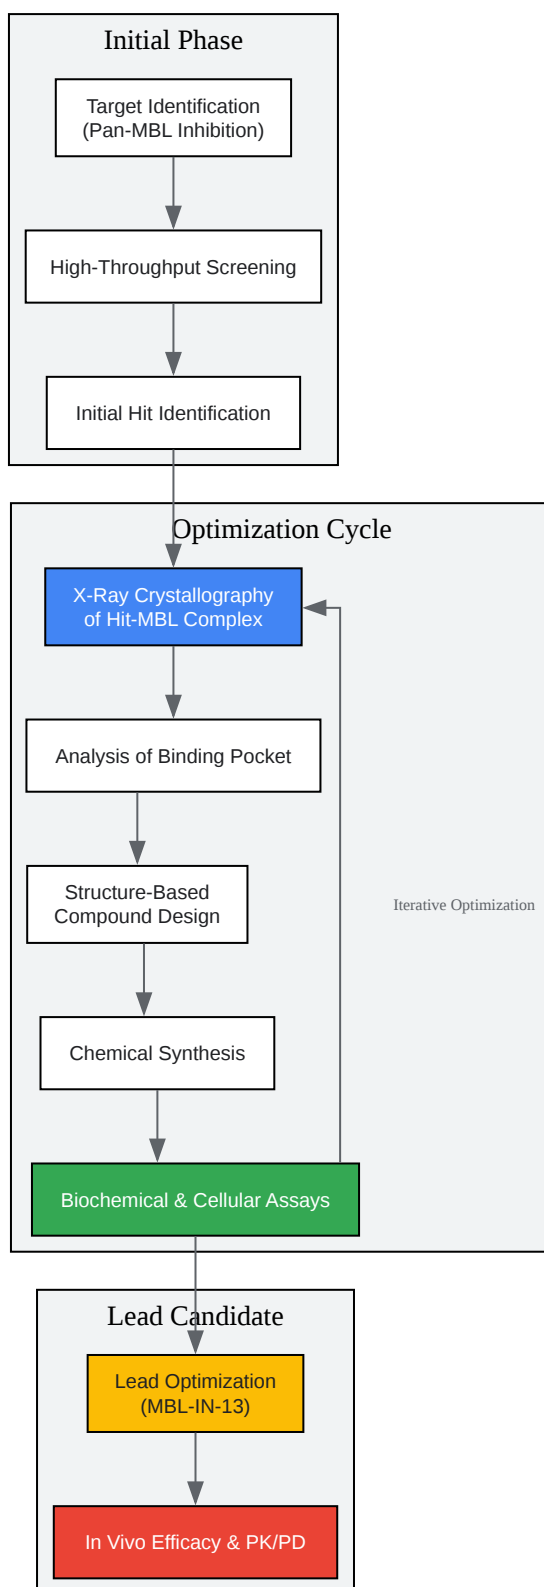 Initial Phase
Target Identification
(Pan-MBL Inhibition)
High-Throughput Screening
Initial Hit Identification
Optimization Cycle
X-Ray Crystallography
of Hit-MBL Complex
Analysis of Binding Pocket
Structure-Based
Compound Design
Iterative Optimization
Chemical Synthesis
Biochemical & Cellular Assays
Lead Candidate
Lead Optimization
(MBL-IN-13)
In Vivo Efficacy & PK/PD